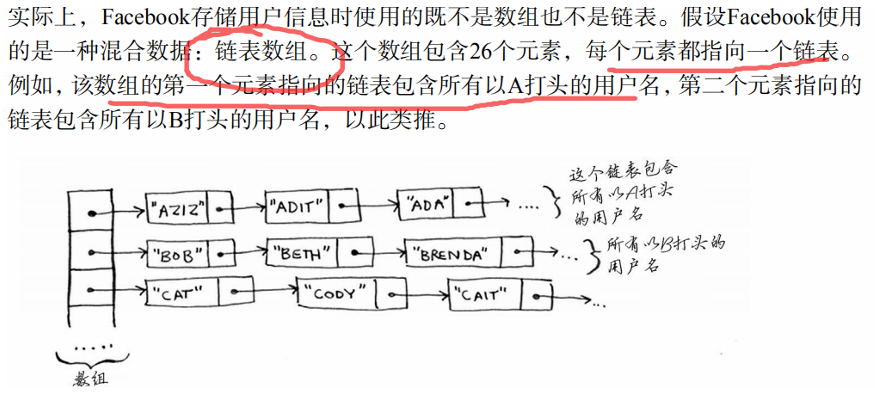 实际上，Facebook存储用户信息时使用的既不是数组也不是链表。假设Facebook使用
的是一种混合数据：链表数组。这个数组包含26个元素，每个元素都指向一个链表。
例如，该数组的第一个元素指向的链表包含所有以A打头的用户名，第二个元素指向的
链表包含所有以B打头的用户名，以此类推。
"AZIZ" "ADIT" "ADA" ....
这个链表包含
所有以A打头
的用户名
"BOB" "BETH" "BRENDA" ...
所有以B打头的
用户名
"CAT" "CODY" "CAIT" ...
.....
数组